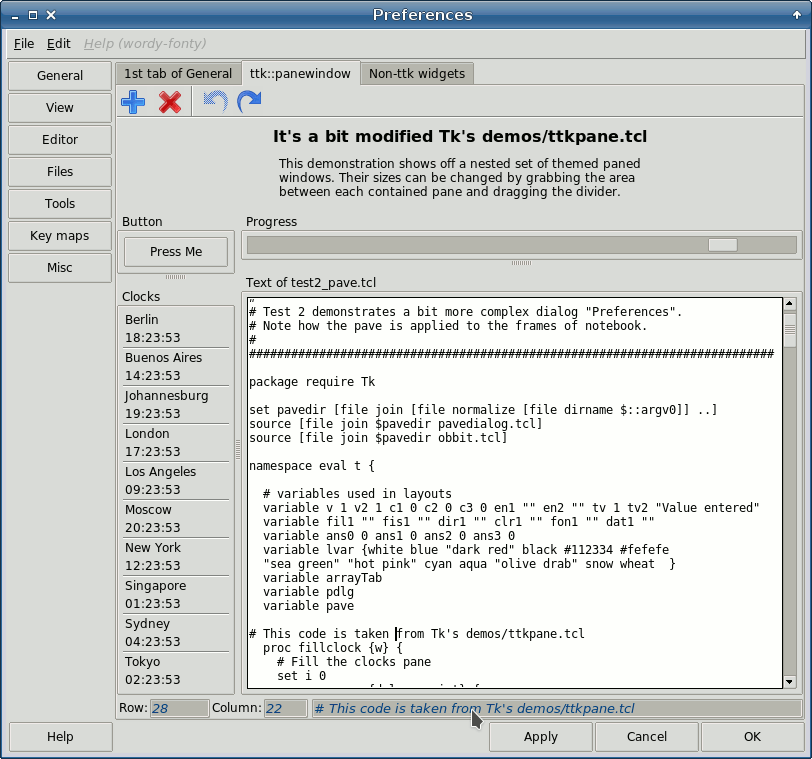 Preferences
File Edit Help (wordy-fonty)
General
View
Editor
Files
Tools
Key maps
Misc
1st tab of General ttk::panewindow Non-ttk widgets
It's a bit modified Tk's demos/ttkpane.tcl
This demonstration shows off a nested set of themed paned
windows. Their sizes can be changed by grabbing the area
between each contained pane and dragging the divider.
Button
Press Me
Progress
Clocks
Berlin
18:23:53
Buenos Aires
14:23:53
Johannesburg
19:23:53
London
17:23:53
Los Angeles
09:23:53
Moscow
20:23:53
New York
12:23:53
Singapore
01:23:53
Sydney
04:23:53
Tokyo
02:23:53
Text of test2_pave.tcl
# Test 2 demonstrates a bit more complex dialog "Preferences".
# Note how the pave is applied to the frames of notebook.
#
###########################################################################
package require Tk
set pavedir [file join [file normalize [file dirname $::argv0]] ..]
source [file join $pavedir pavedialog.tcl]
source [file join $pavedir obbit.tcl]
namespace eval t {
# variables used in layouts
variable v 1 v2 1 c1 0 c2 0 c3 0 en1 "" en2 "" tv 1 tv2 "Value entered"
variable fil1 "" fis1 "" dir1 "" clr1 "" fon1 "" dat1 ""
variable ans0 0 ans1 0 ans2 0 ans3 0
variable lvar {white blue "dark red" black #112334 #fefefe
"sea green" "hot pink" cyan aqua "olive drab" snow wheat }
variable arrayTab
variable pdlg
variable pave
# This code is taken from Tk's demos/ttkpane.tcl
proc fillclock {w} {
# Fill the clocks pane
set i 0
Row: 28 Column: 22 # This code is taken from Tk's demos/ttkpane.tcl
Help Apply Cancel OK